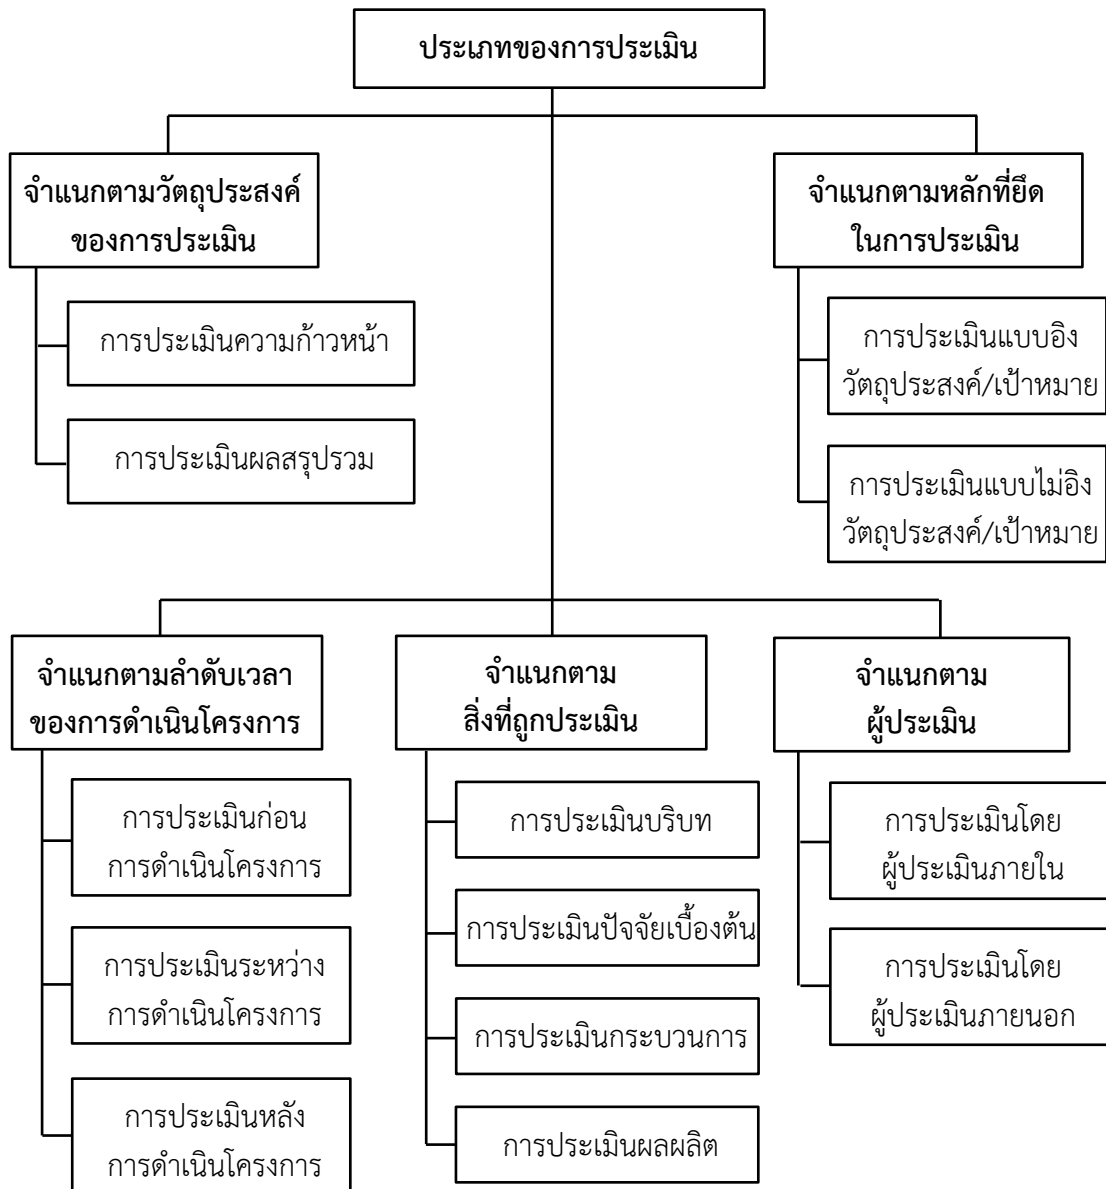 ประเภทของการประเมิน
จำแนกตามวัตถุประสงค์
ของการประเมิน
การประเมินความก้าวหน้า
การประเมินผลสรุปรวม
จำแนกตามหลักที่ยึด
ในการประเมิน
การประเมินแบบอิง
วัตถุประสงค์/เป้าหมาย
การประเมินแบบไม่อิง
วัตถุประสงค์/เป้าหมาย
จำแนกตามลำดับเวลา
ของการดำเนินโครงการ
การประเมินก่อน
การดำเนินโครงการ
การประเมินระหว่าง
การดำเนินโครงการ
การประเมินหลัง
การดำเนินโครงการ
จำแนกตาม
สิ่งที่ถูกประเมิน
การประเมินบริบท
การประเมินปัจจัยเบื้องต้น
การประเมินกระบวนการ
การประเมินผลผลิต
จำแนกตาม
ผู้ประเมิน
การประเมินโดย
ผู้ประเมินภายใน
การประเมินโดย
ผู้ประเมินภายนอก